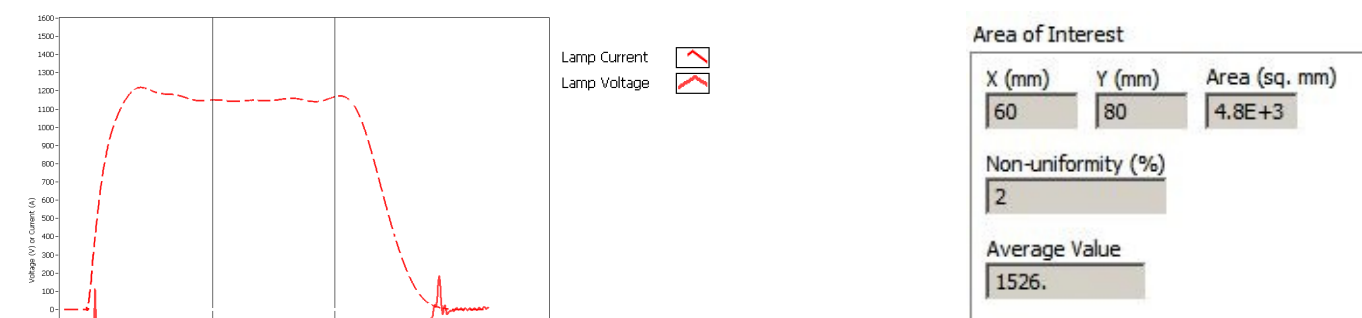 1600
1500
1400
1300
1200
1100
1000
900
800
700
600
500
400
300
200
100
0
Voltage (V) or Current (A)
Lamp Current
Lamp Voltage
Area of Interest
X (mm) Y (mm) Area (sq. mm)
60 80 4.8E+3
Non-uniformity (%)
2
Average Value
1526.